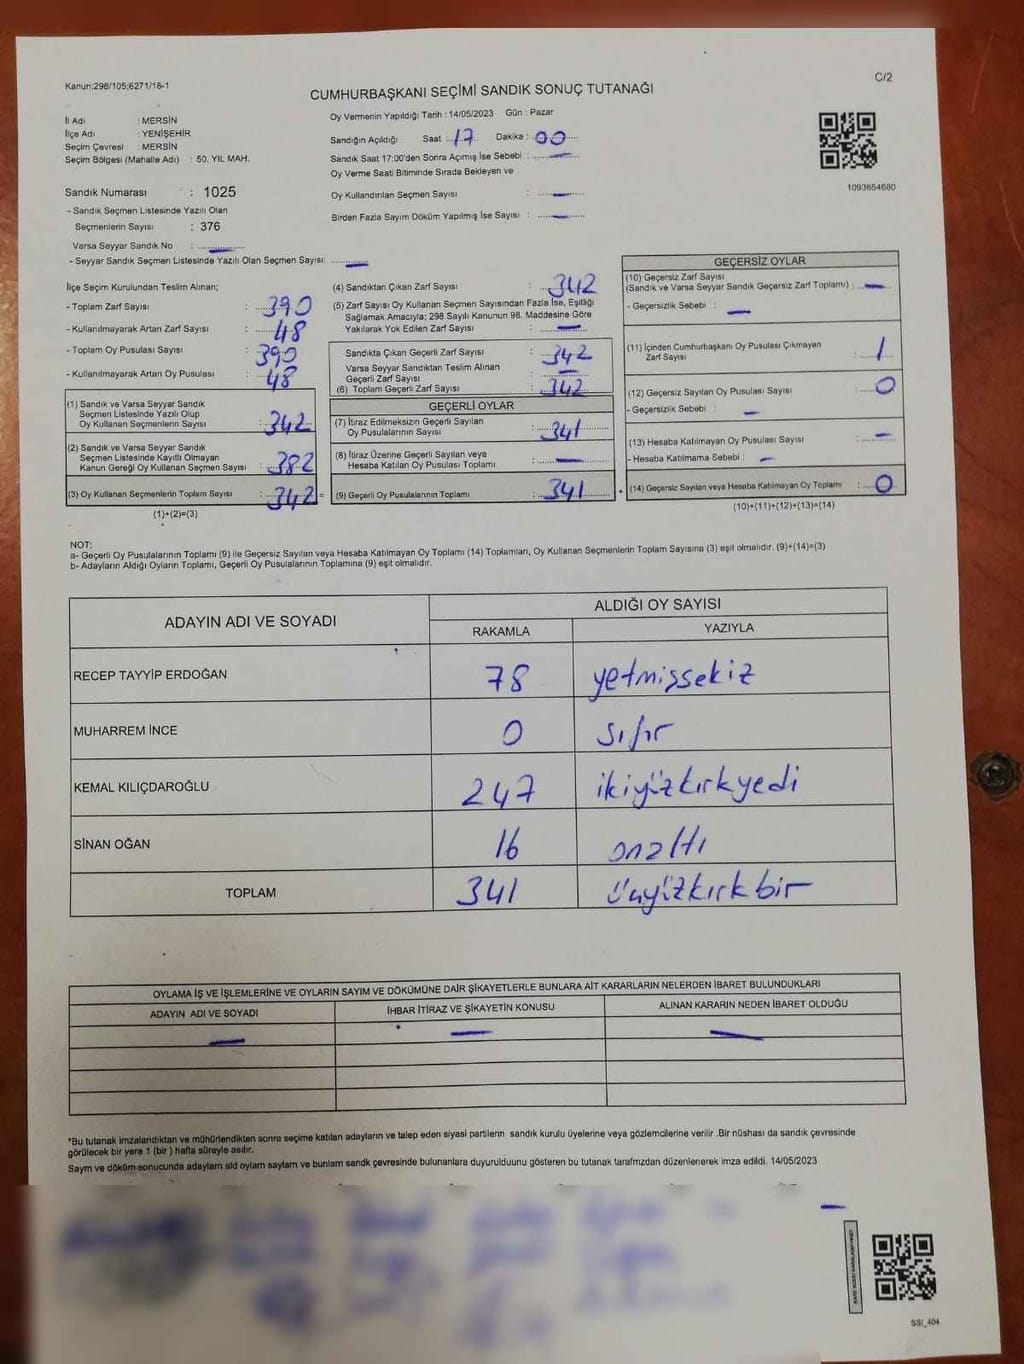 Kanun:298/105;6271/18-1
C/2
CUMHURBAŞKANI SEÇİMİ SANDIK SONUÇ TUTANAĞI
İl Adı : MERSİN
İlçe Adı : YENİŞEHİR
Seçim Çevresi : MERSİN
Seçim Bölgesi (Mahalle Adı) : 50. YIL MAH.
Sandık Numarası : 1025
- Sandık Seçmen Listesinde Yazılı Olan
Seçmenlerin Sayısı : 376
Varsa Seyyar Sandık No : —
- Seyyar Sandık Seçmen Listesinde Yazılı Olan Seçmen Sayısı: —
Oy Vermenin Yapıldığı Tarih : 14/05/2023 Gün : Pazar
Sandığın Açıldığı Saat : 17 Dakika : 00
Sandık Saat 17:00'den Sonra Açımış İse Sebebi : —
Oy Verme Saati Bitiminde Sırada Bekleyen ve
Oy Kullandırılan Seçmen Sayısı : —
Birden Fazla Sayım Döküm Yapılmış İse Sayısı : —
1093654680
İlçe Seçim Kurulundan Teslim Alınan;
- Toplam Zarf Sayısı : 390
- Kullanılmayarak Artan Zarf Sayısı : 48
- Toplam Oy Pusulası Sayısı : 390
- Kullanılmayarak Artan Oy Pusulası : 48
(1) Sandık ve Varsa Seyyar Sandık
Seçmen Listesinde Yazılı Olup
Oy Kullanan Seçmenlerin Sayısı : 342
(2) Sandık ve Varsa Seyyar Sandık
Seçmen Listesinde Kayıtlı Olmayan
Kanun Gereği Oy Kullanan Seçmen Sayısı : 382
(3) Oy Kullanan Seçmenlerin Toplam Sayısı : 342 =
(1)+(2)=(3)
(4) Sandıktan Çıkan Zarf Sayısı : 342
(5) Zarf Sayısı Oy Kullanan Seçmen Sayısından Fazla İse, Eşitliği
Sağlamak Amacıyla; 298 Sayılı Kanunun 98. Maddesine Göre
Yakılarak Yok Edilen Zarf Sayısı : —
Sandıkta Çıkan Geçerli Zarf Sayısı : 342
Varsa Seyyar Sandıktan Teslim Alınan
Geçerli Zarf Sayısı : —
(6) Toplam Geçerli Zarf Sayısı : 342
GEÇERLİ OYLAR
(7) İtiraz Edilmeksizin Geçerli Sayılan
Oy Pusulalarının Sayısı : 341
(8) İtiraz Üzerine Geçerli Sayılan veya
Hesaba Katılan Oy Pusulası Toplamı : —
(9) Geçerli Oy Pusulalarının Toplamı : 341 +
GEÇERSİZ OYLAR
(10) Geçersiz Zarf Sayısı
(Sandık ve Varsa Seyyar Sandık Geçersiz Zarf Toplamı) : —
- Geçersizlik Sebebi : —
(11) İçinden Cumhurbaşkanı Oy Pusulası Çıkmayan
Zarf Sayısı : 1
(12) Geçersiz Sayılan Oy Pusulası Sayısı : 0
- Geçersizlik Sebebi : —
(13) Hesaba Katılmayan Oy Pusulası Sayısı : —
- Hesaba Katılmama Sebebi : —
(14) Geçersiz Sayılan veya Hesaba Katılmayan Oy Toplamı : 0
(10)+(11)+(12)+(13)=(14)
NOT:
a- Geçerli Oy Pusulalarının Toplamı (9) ile Geçersiz Sayılan veya Hesaba Katılmayan Oy Toplamı (14) Toplamları, Oy Kullanan Seçmenlerin Toplam Sayısına (3) eşit olmalıdır. (9)+(14)=(3)
b- Adayların Aldığı Oyların Toplamı, Geçerli Oy Pusulalarının Toplamına (9) eşit olmalıdır.
ADAYIN ADI VE SOYADI ALDIĞI OY SAYISI
RAKAMLA YAZIYLA
RECEP TAYYİP ERDOĞAN 78 yetmişsekiz
MUHARREM İNCE 0 sıfır
KEMAL KILIÇDAROĞLU 247 ikiyüzkırkyedi
SİNAN OĞAN 16 onaltı
TOPLAM 341 üçyüzkırkbir
OYLAMA İŞ VE İŞLEMLERİNE VE OYLARIN SAYIM VE DÖKÜMÜNE DAİR ŞİKAYETLERLE BUNLARA AİT KARARLARIN NELERDEN İBARET BULUNDUKLARI
ADAYIN ADI VE SOYADI İHBAR İTİRAZ VE ŞİKAYETİN KONUSU ALINAN KARARIN NEDEN İBARET OLDUĞU
— — —
*Bu tutanak imzalandıktan ve mühürlendikten sonra seçime katılan adayların ve talep eden siyasi partilerin sandık kurulu üyelerine veya gözlemcilerine verilir .Bir nüshası da sandık çevresinde
görülecek bir yere 1 (bir ) hafta süreyle asılır.
Sayım ve döküm sonucunda adaylarn ald oylarn saylarn ve bunlarn sandk çevresinde bulunanlara duyurulduunu gösteren bu tutanak tarafmzdan düzenlenerek imza edildi. 14/05/2023
SSI_404